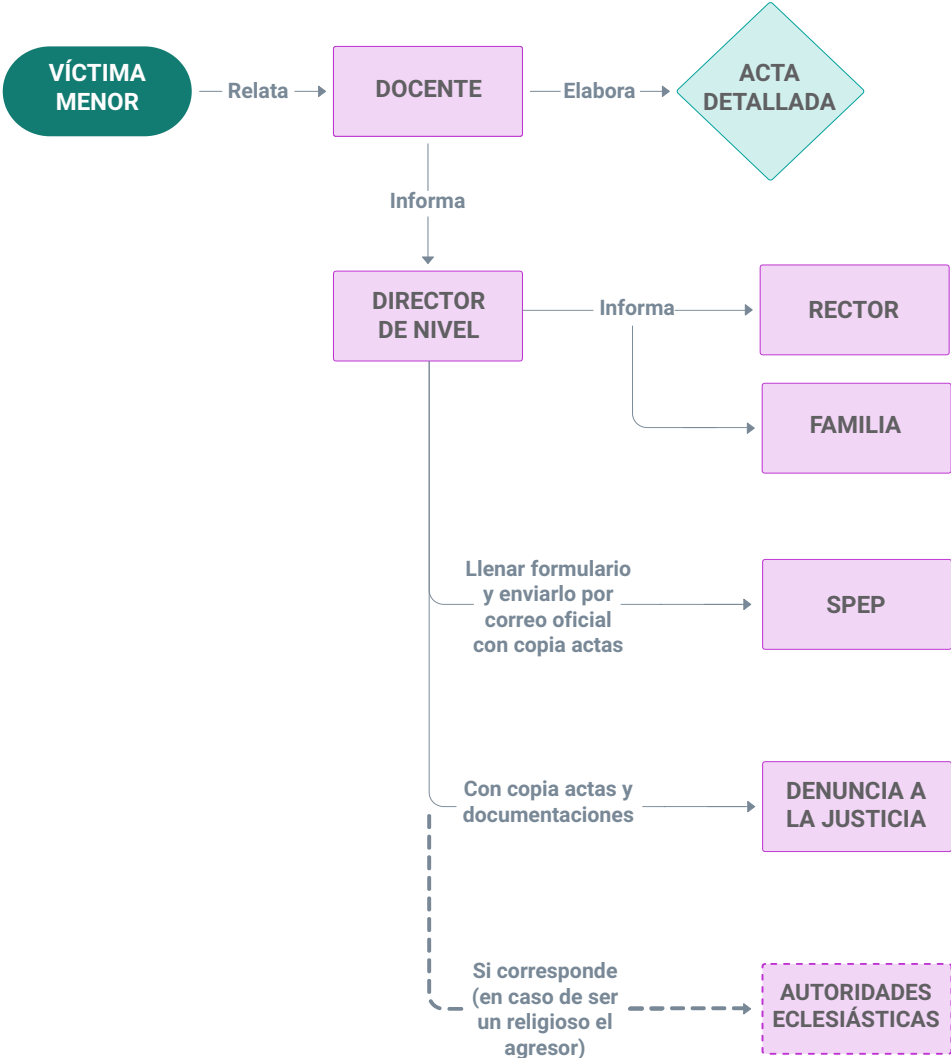 VÍCTIMA
MENOR
Relata
DOCENTE
Elabora
ACTA
DETALLADA
Informa
DIRECTOR
DE NIVEL
Informa
RECTOR
FAMILIA
Llenar formulario
y enviarlo por
correo oficial
con copia actas
SPEP
Con copia actas y
documentaciones
DENUNCIA A
LA JUSTICIA
Si corresponde
(en caso de ser
un religioso el
agresor)
AUTORIDADES
ECLESIÁSTICAS